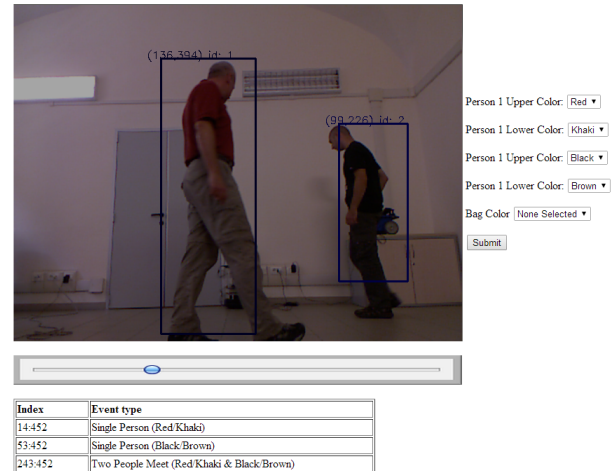 (136,394) id: 1
(99,226) id: 2
Person 1 Upper Color: Red
Person 1 Lower Color: Khaki
Person 1 Upper Color: Black
Person 1 Lower Color: Brown
Bag Color None Selected
Submit
Index Event type
14:452 Single Person (Red/Khaki)
53:452 Single Person (Black/Brown)
243:452 Two People Meet (Red/Khaki & Black/Brown)